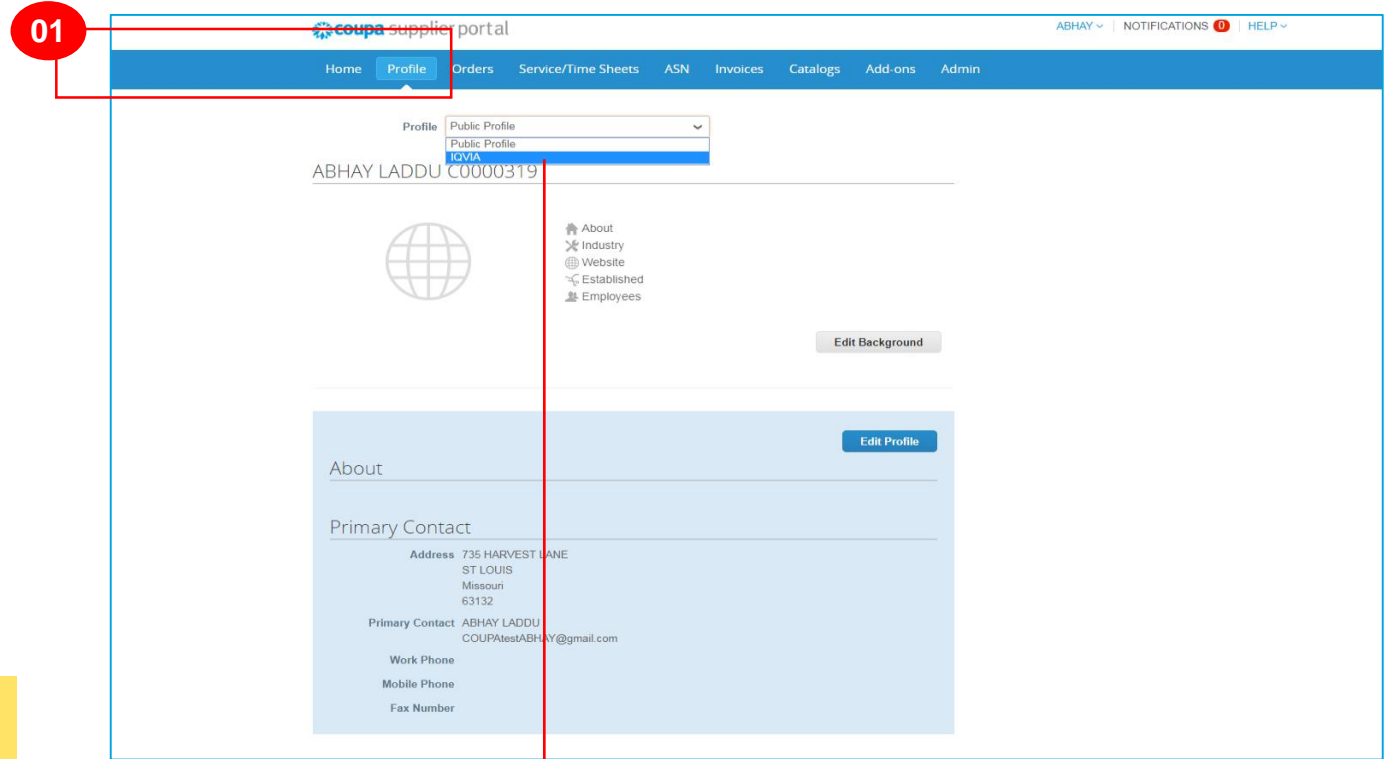 01
coupa supplier portal
ABHAY NOTIFICATIONS 0 HELP
Home Profile Orders Service/Time Sheets ASN Invoices Catalogs Add-ons Admin
Profile Public Profile
Public Profile
IQVIA
ABHAY LADDU C0000319
About
Industry
Website
Established
Employees
Edit Background
Edit Profile
About
Primary Contact
Address 735 HARVEST LANE
ST LOUIS
Missouri
63132
Primary Contact ABHAY LADDU
COUPAtestABHAY@gmail.com
Work Phone
Mobile Phone
Fax Number